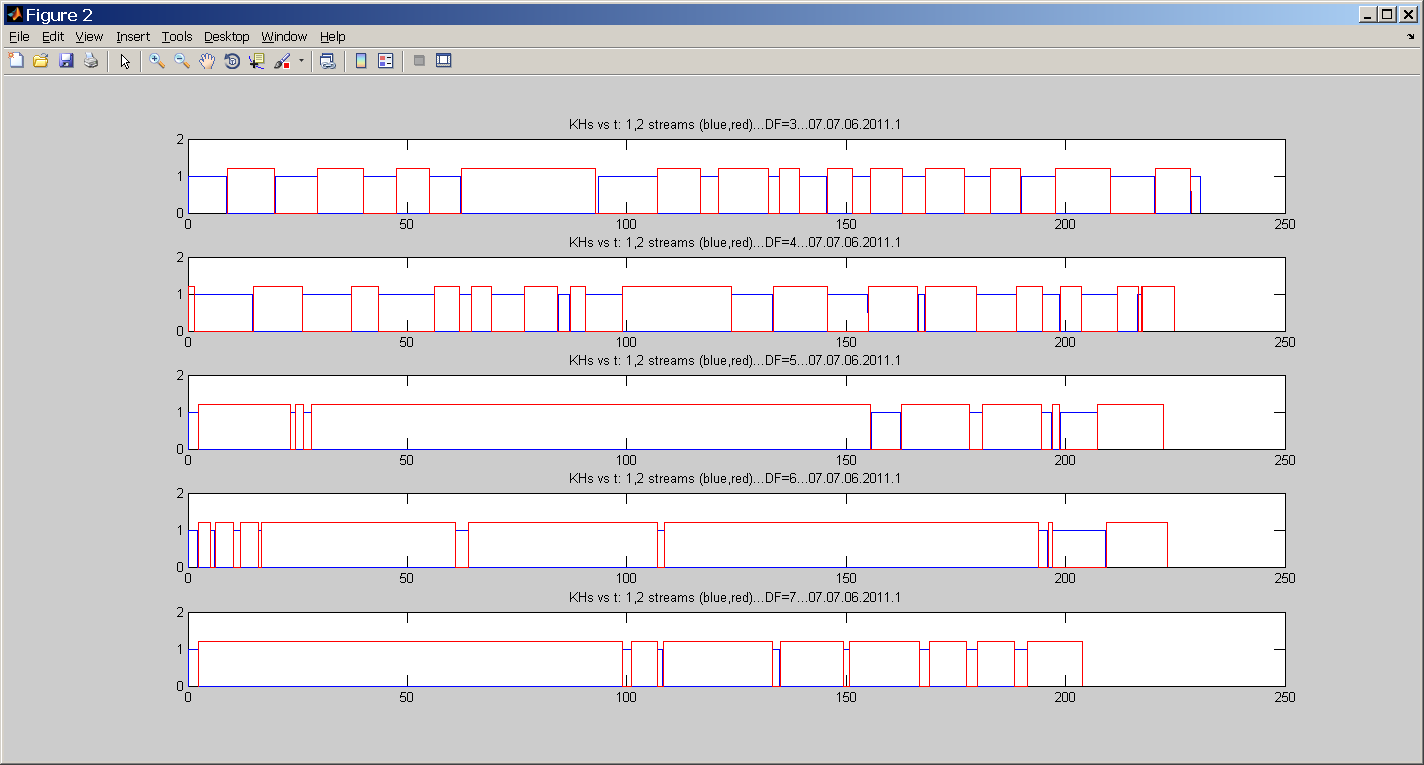 Figure 2
File Edit View Insert Tools Desktop Window Help
KHs vs t: 1,2 streams (blue,red)...DF=3...07.07.06.2011.1
2
1
0
0 50 100 150 200 250
KHs vs t: 1,2 streams (blue,red)...DF=4...07.07.06.2011.1
2
1
0
0 50 100 150 200 250
KHs vs t: 1,2 streams (blue,red)...DF=5...07.07.06.2011.1
2
1
0
0 50 100 150 200 250
KHs vs t: 1,2 streams (blue,red)...DF=6...07.07.06.2011.1
2
1
0
0 50 100 150 200 250
KHs vs t: 1,2 streams (blue,red)...DF=7...07.07.06.2011.1
2
1
0
0 50 100 150 200 250